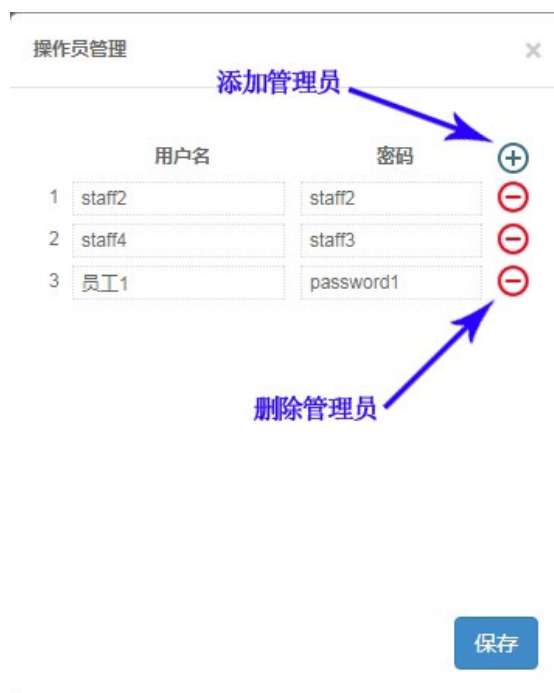 操作员管理 ×
添加管理员
用户名 密码
1 staff2 staff2
2 staff4 staff3
3 员工1 password1
删除管理员
保存